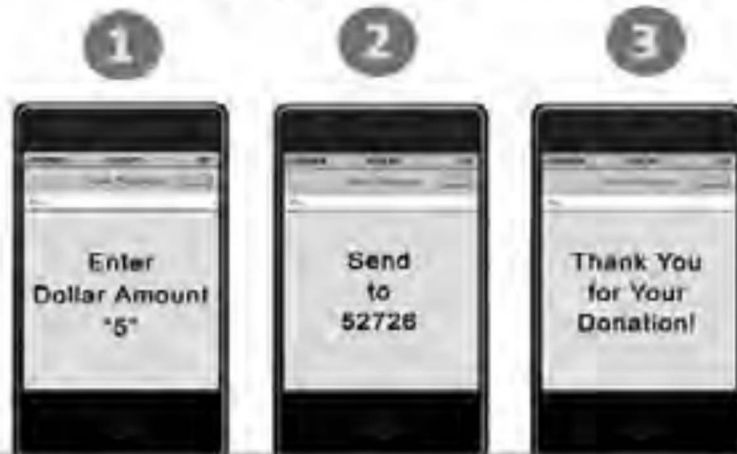 1
2
3
Enter
Dollar Amount
"5"
Send
to
52726
Thank You
for Your
Donation!